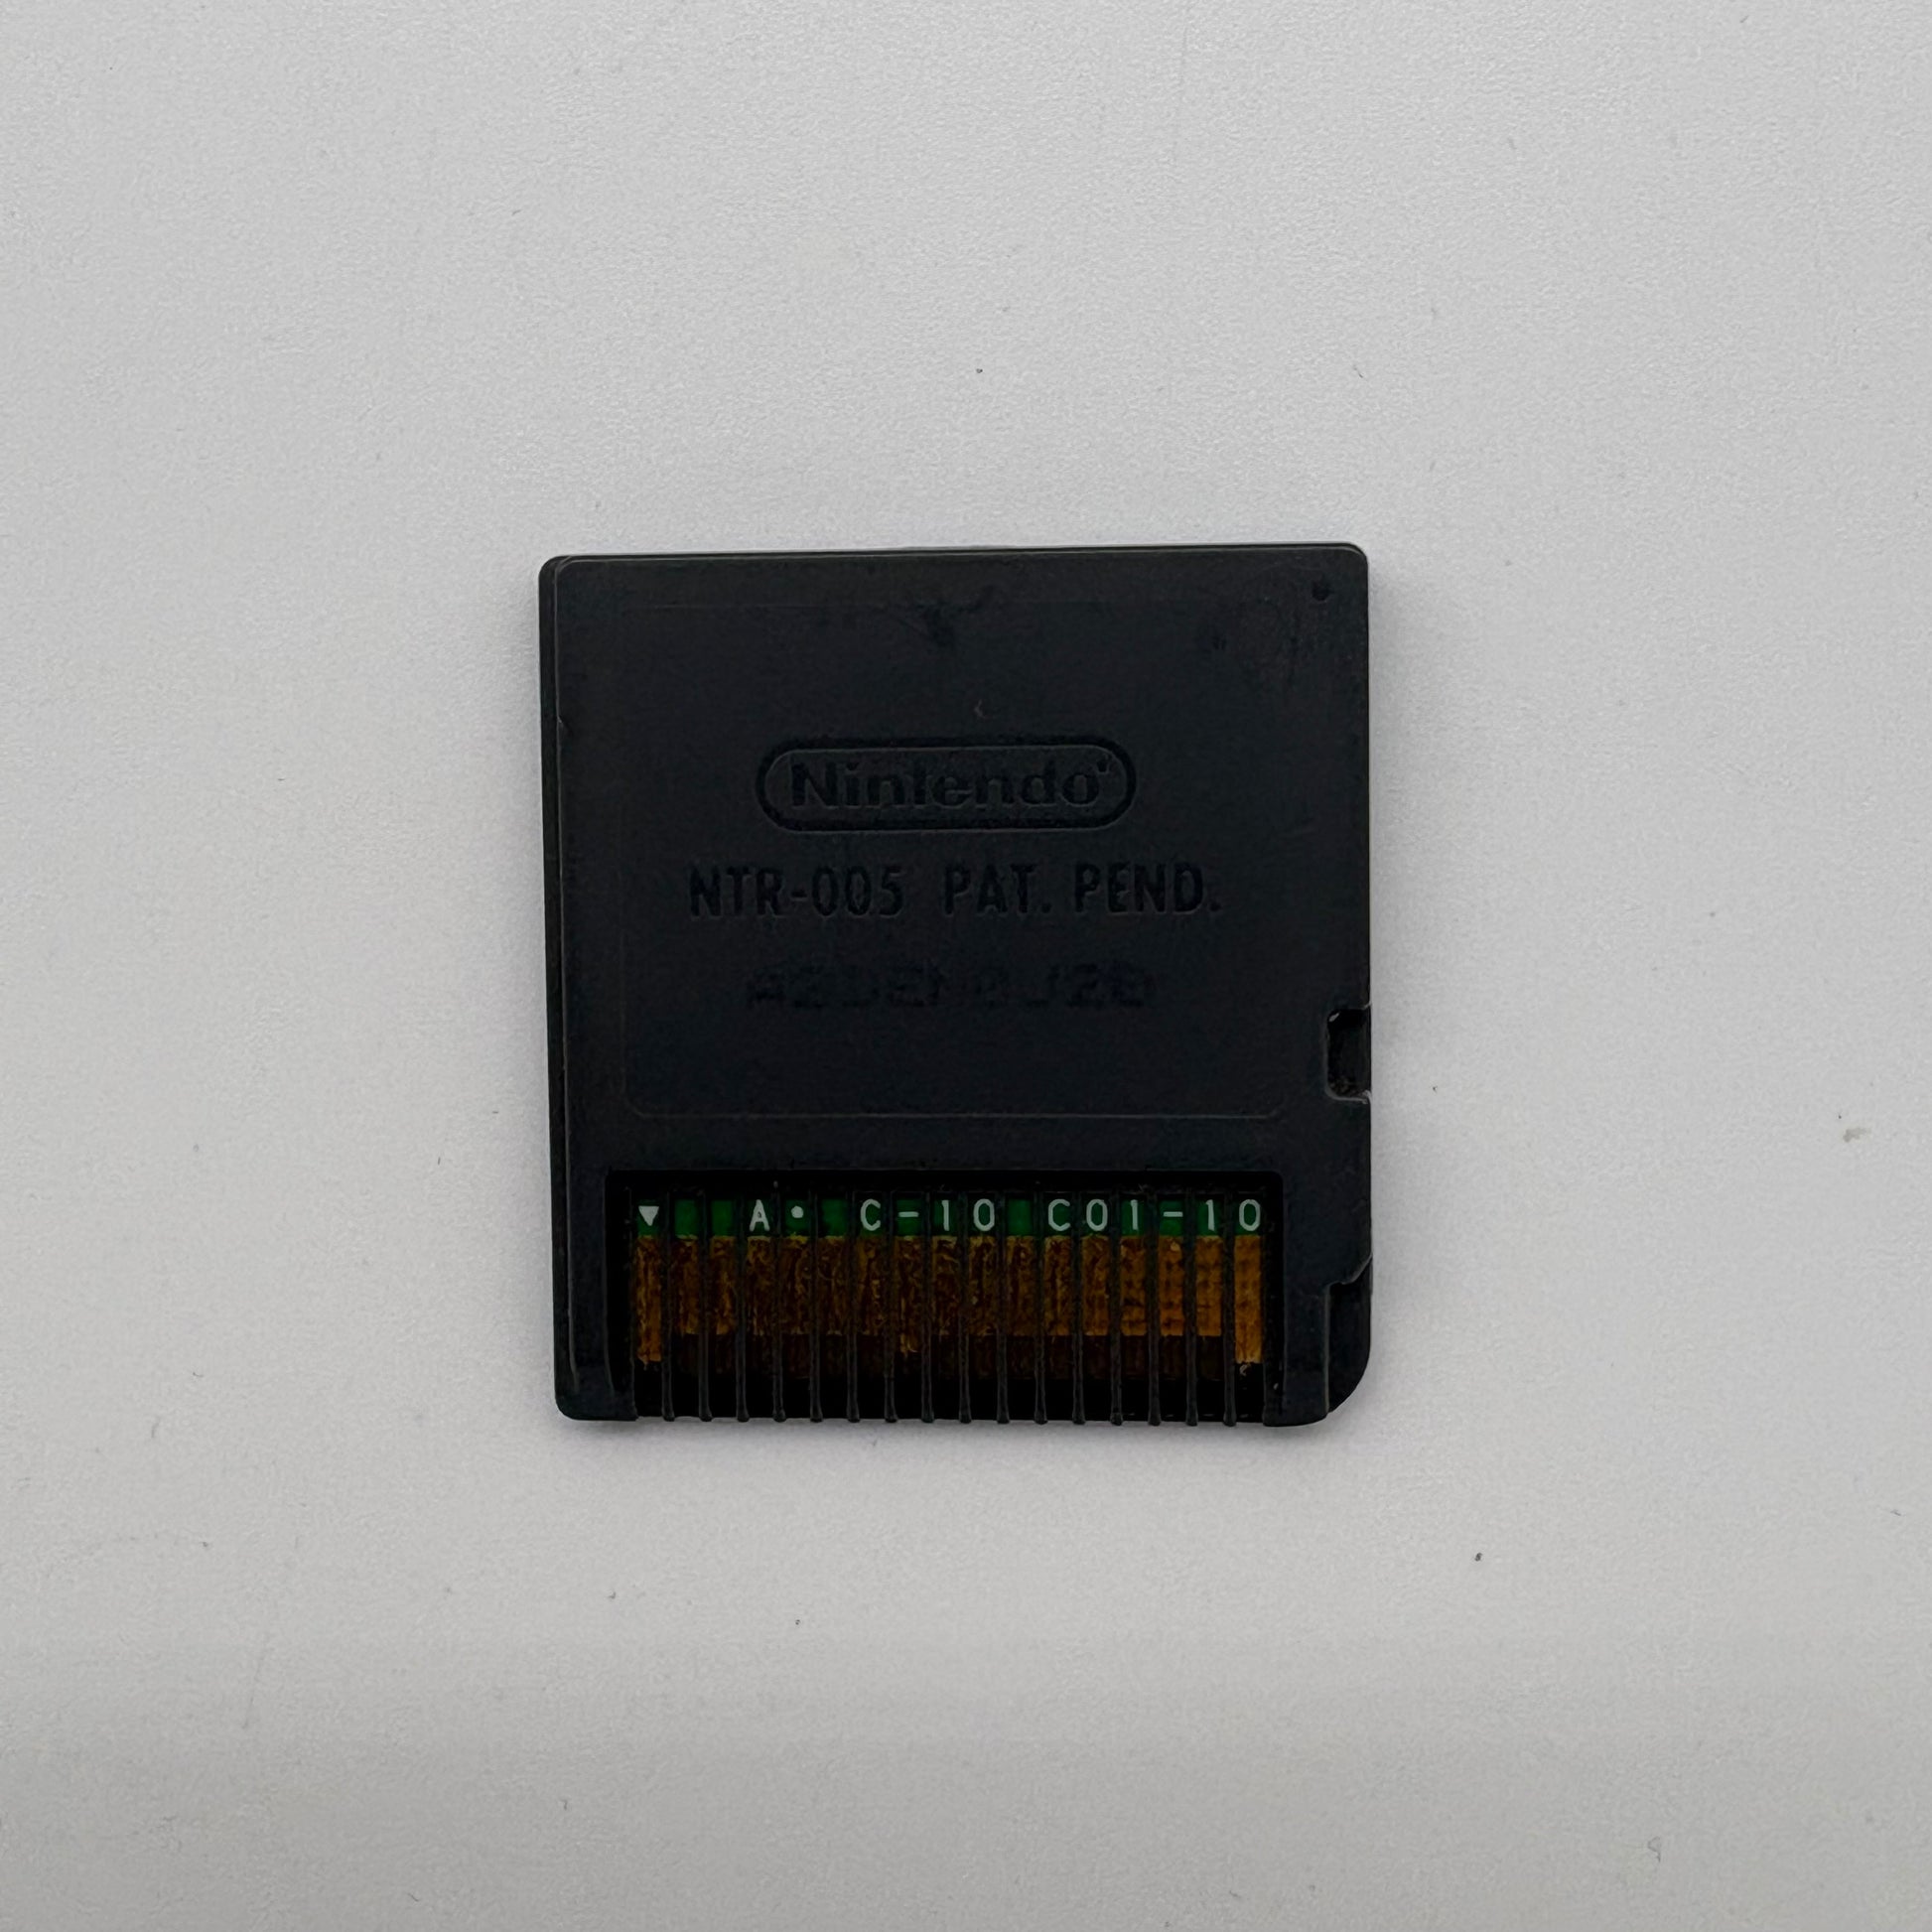 Nintendo
NTR-005 PAT. PEND.
▼ A• C-10 C01-10